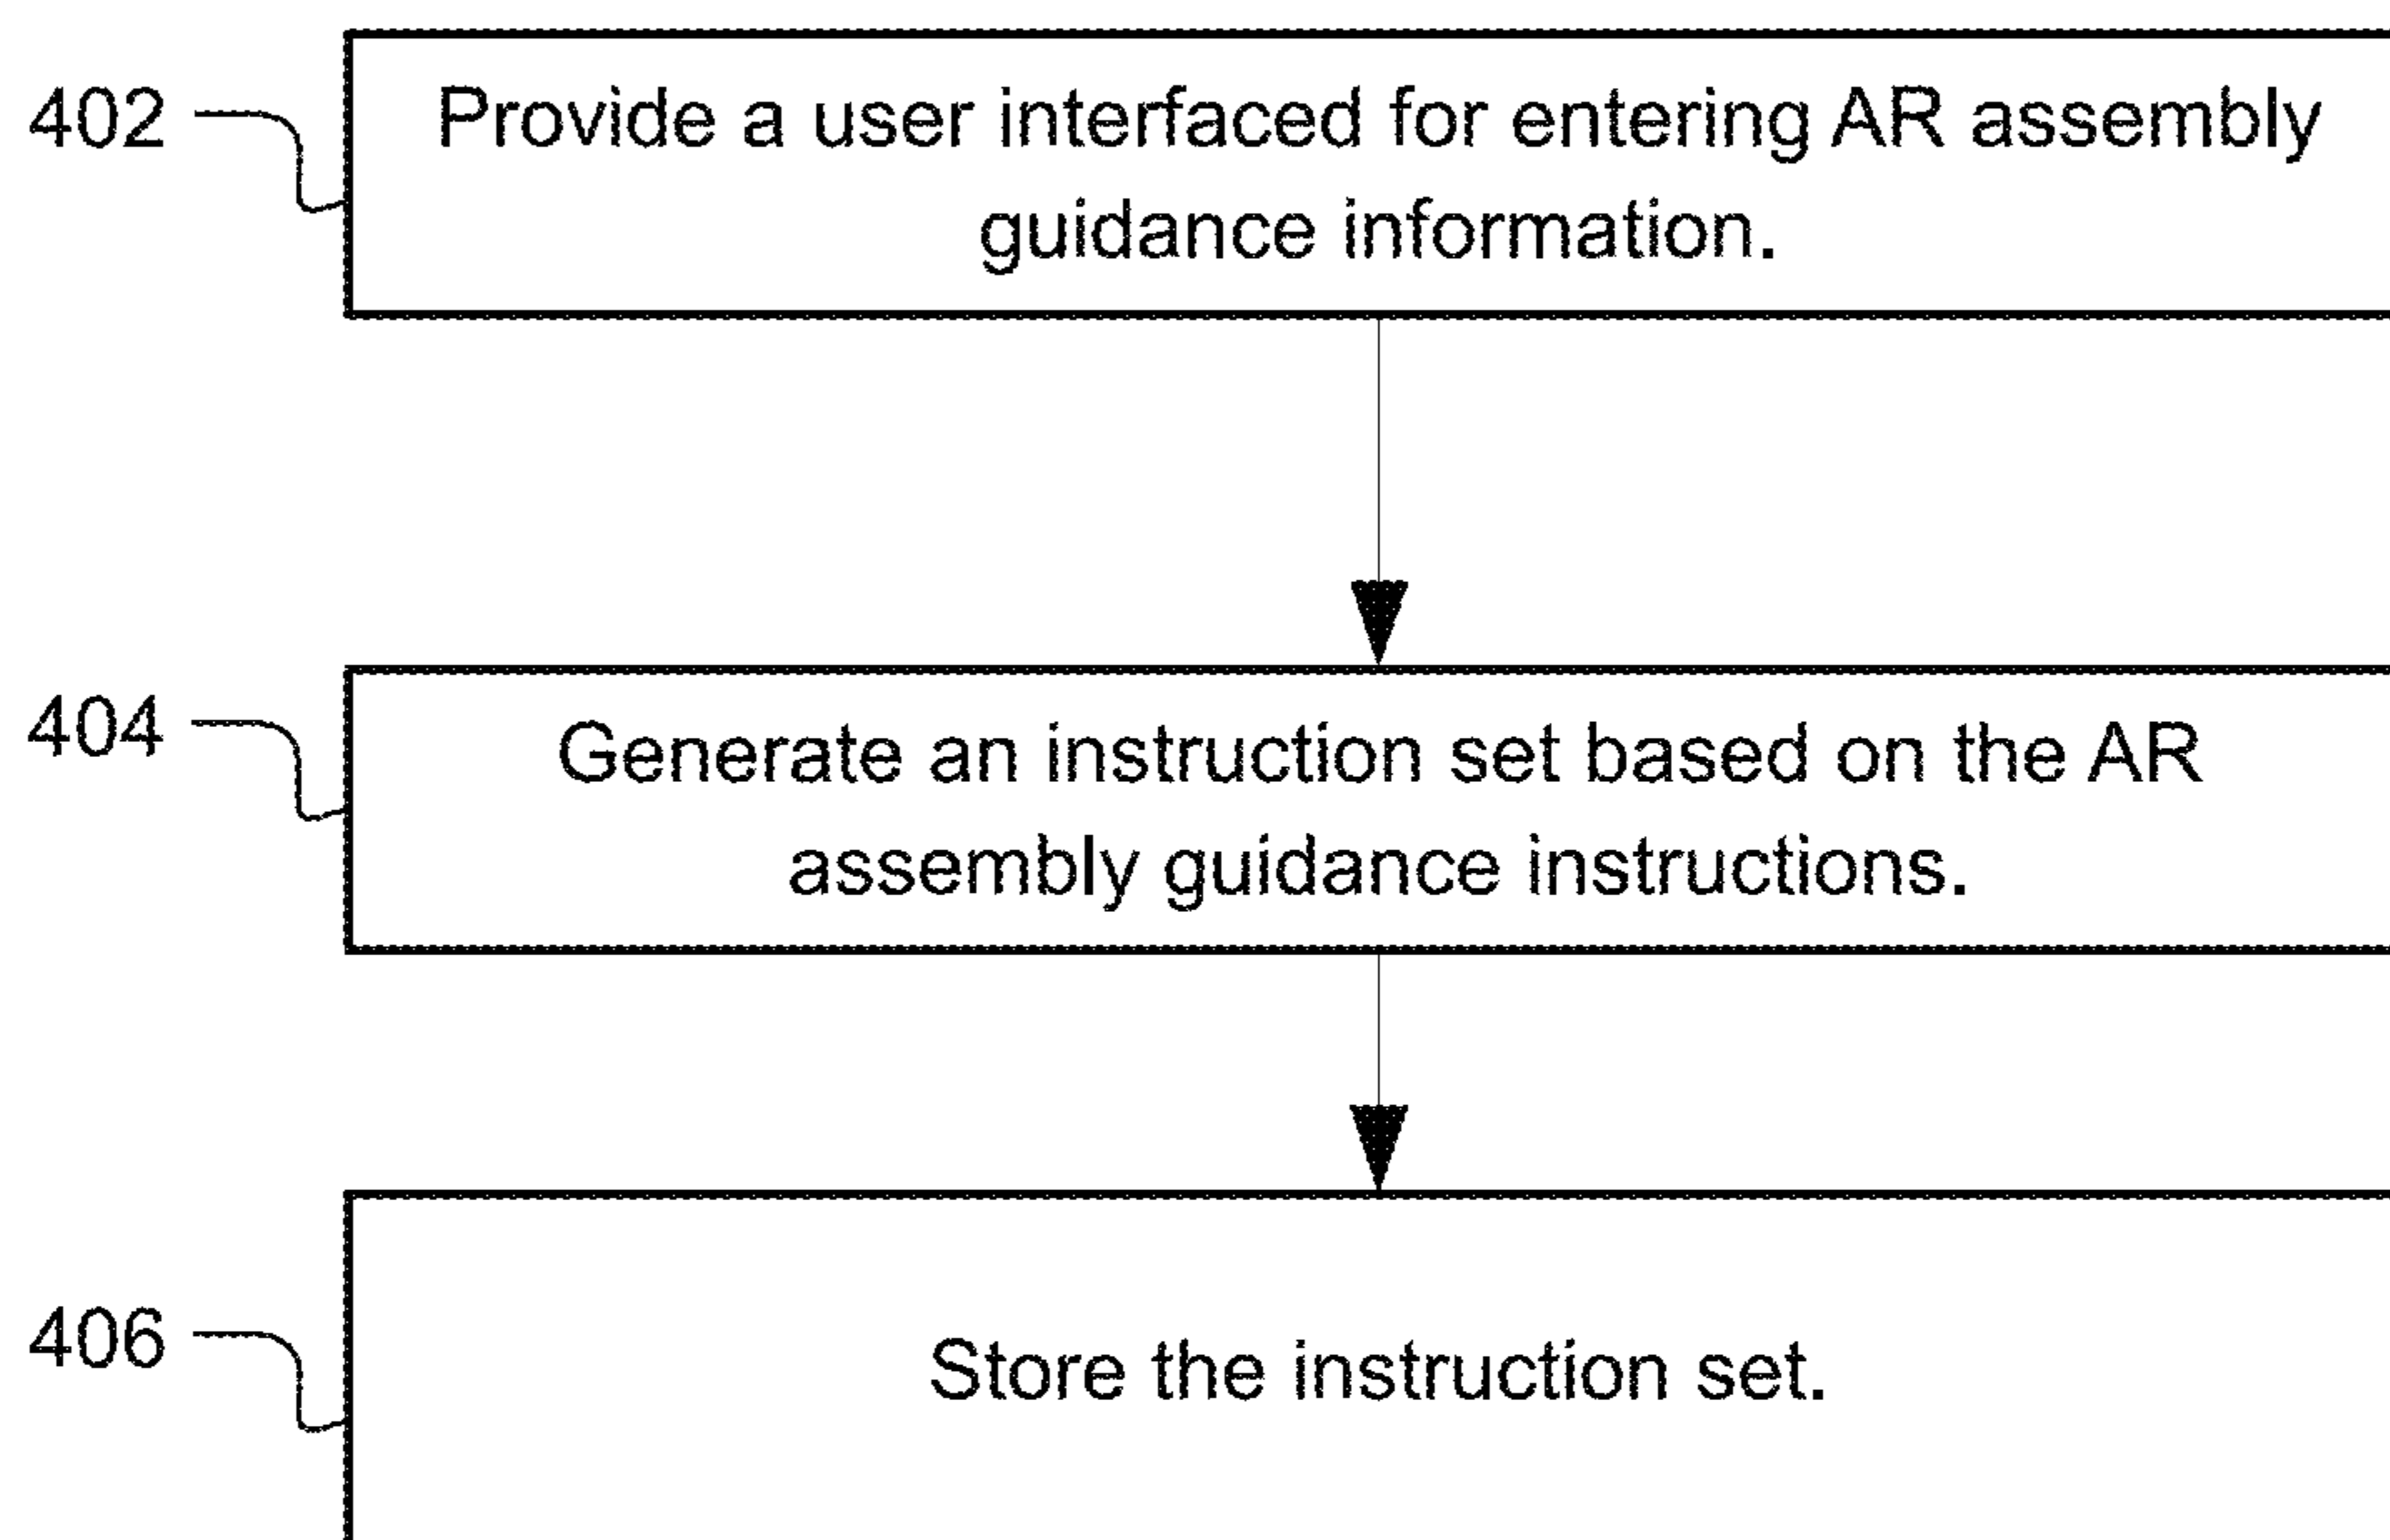 402
Provide a user interfaced for entering AR assembly
guidance information.
404
Generate an instruction set based on the AR
assembly guidance instructions.
406
Store the instruction set.